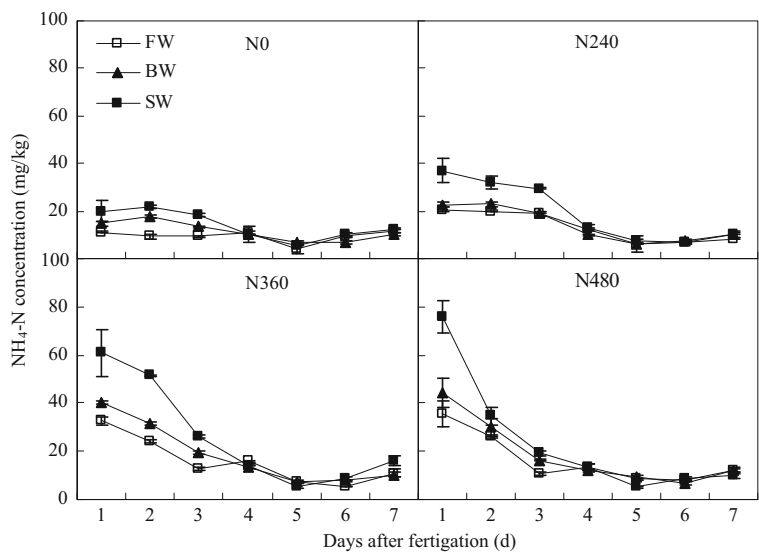 100
N0
N240
FW
BW
SW
80
60
40
20
100
N360
N480
80
60
40
20
0
NH₄-N concentration (mg/kg)
1 2 3 4 5 6 7 1 2 3 4 5 6 7
Days after fertigation (d)